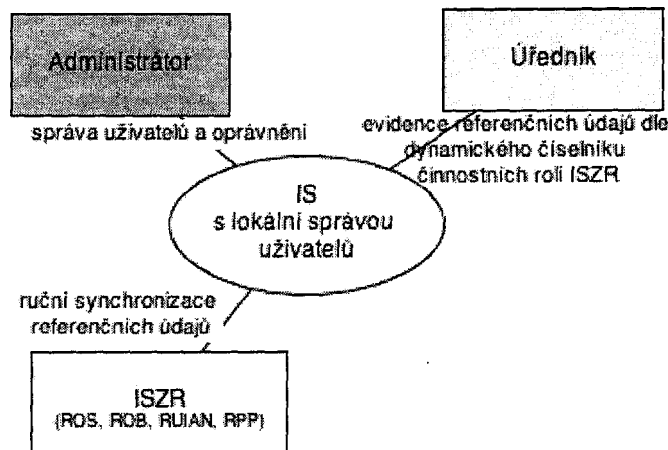 Administrátor
Úředník
správa uživatelů a oprávnění
evidence referenčních údajů dle
dynamického číselníku
činnostních rolí ISZR
IS
s lokální správou
uživatelů
ruční synchronizace
referenčních údajů
ISZR
(ROS, ROB, RUIAN, RPP)